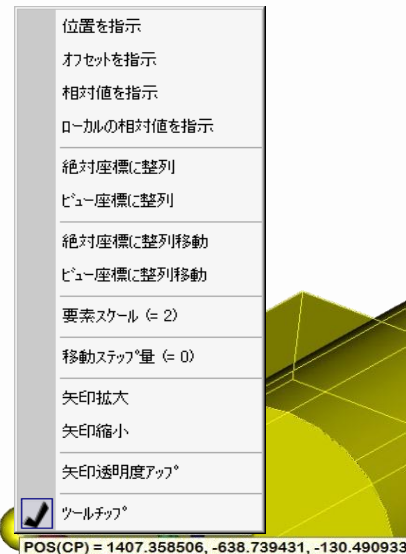 位置を指示
オフセットを指示
相対値を指示
ローカルの相対値を指示
絶対座標に整列
ビュー座標に整列
絶対座標に整列移動
ビュー座標に整列移動
要素スケール (= 2)
移動ステップ量 (= 0)
矢印拡大
矢印縮小
矢印透明度アップ
ツールチップ
POS(CP) = 1407.358506, -638.739431, -130.490933